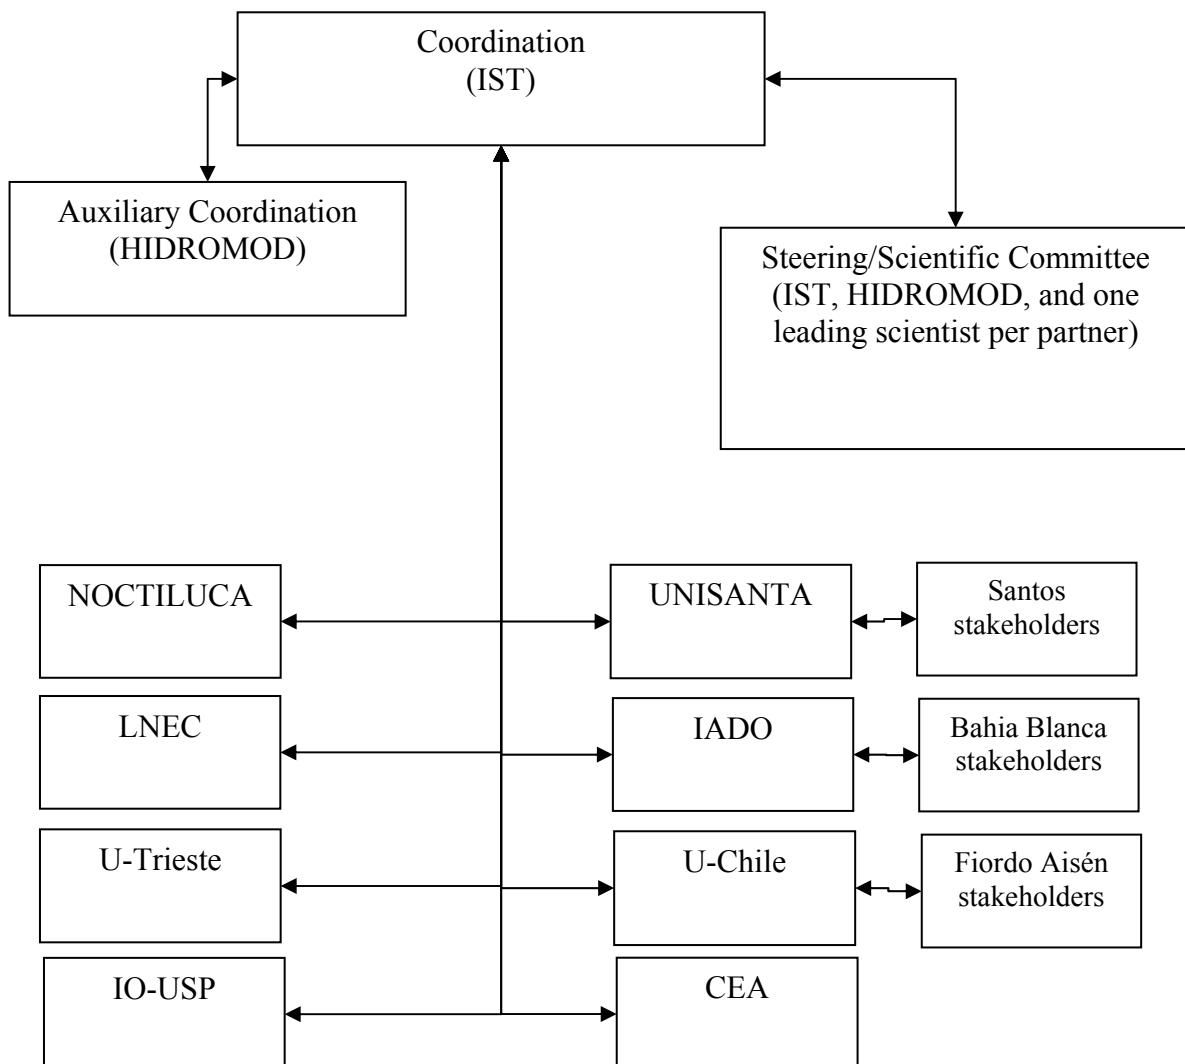 Coordination
(IST)
Auxiliary Coordination
(HIDROMOD)
Steering/Scientific Committee
(IST, HIDROMOD, and one
leading scientist per partner)
NOCTILUCA
UNISANTA
Santos
stakeholders
LNEC
IADO
Bahia Blanca
stakeholders
U-Trieste
U-Chile
Fiordo Aisén
stakeholders
IO-USP
CEA